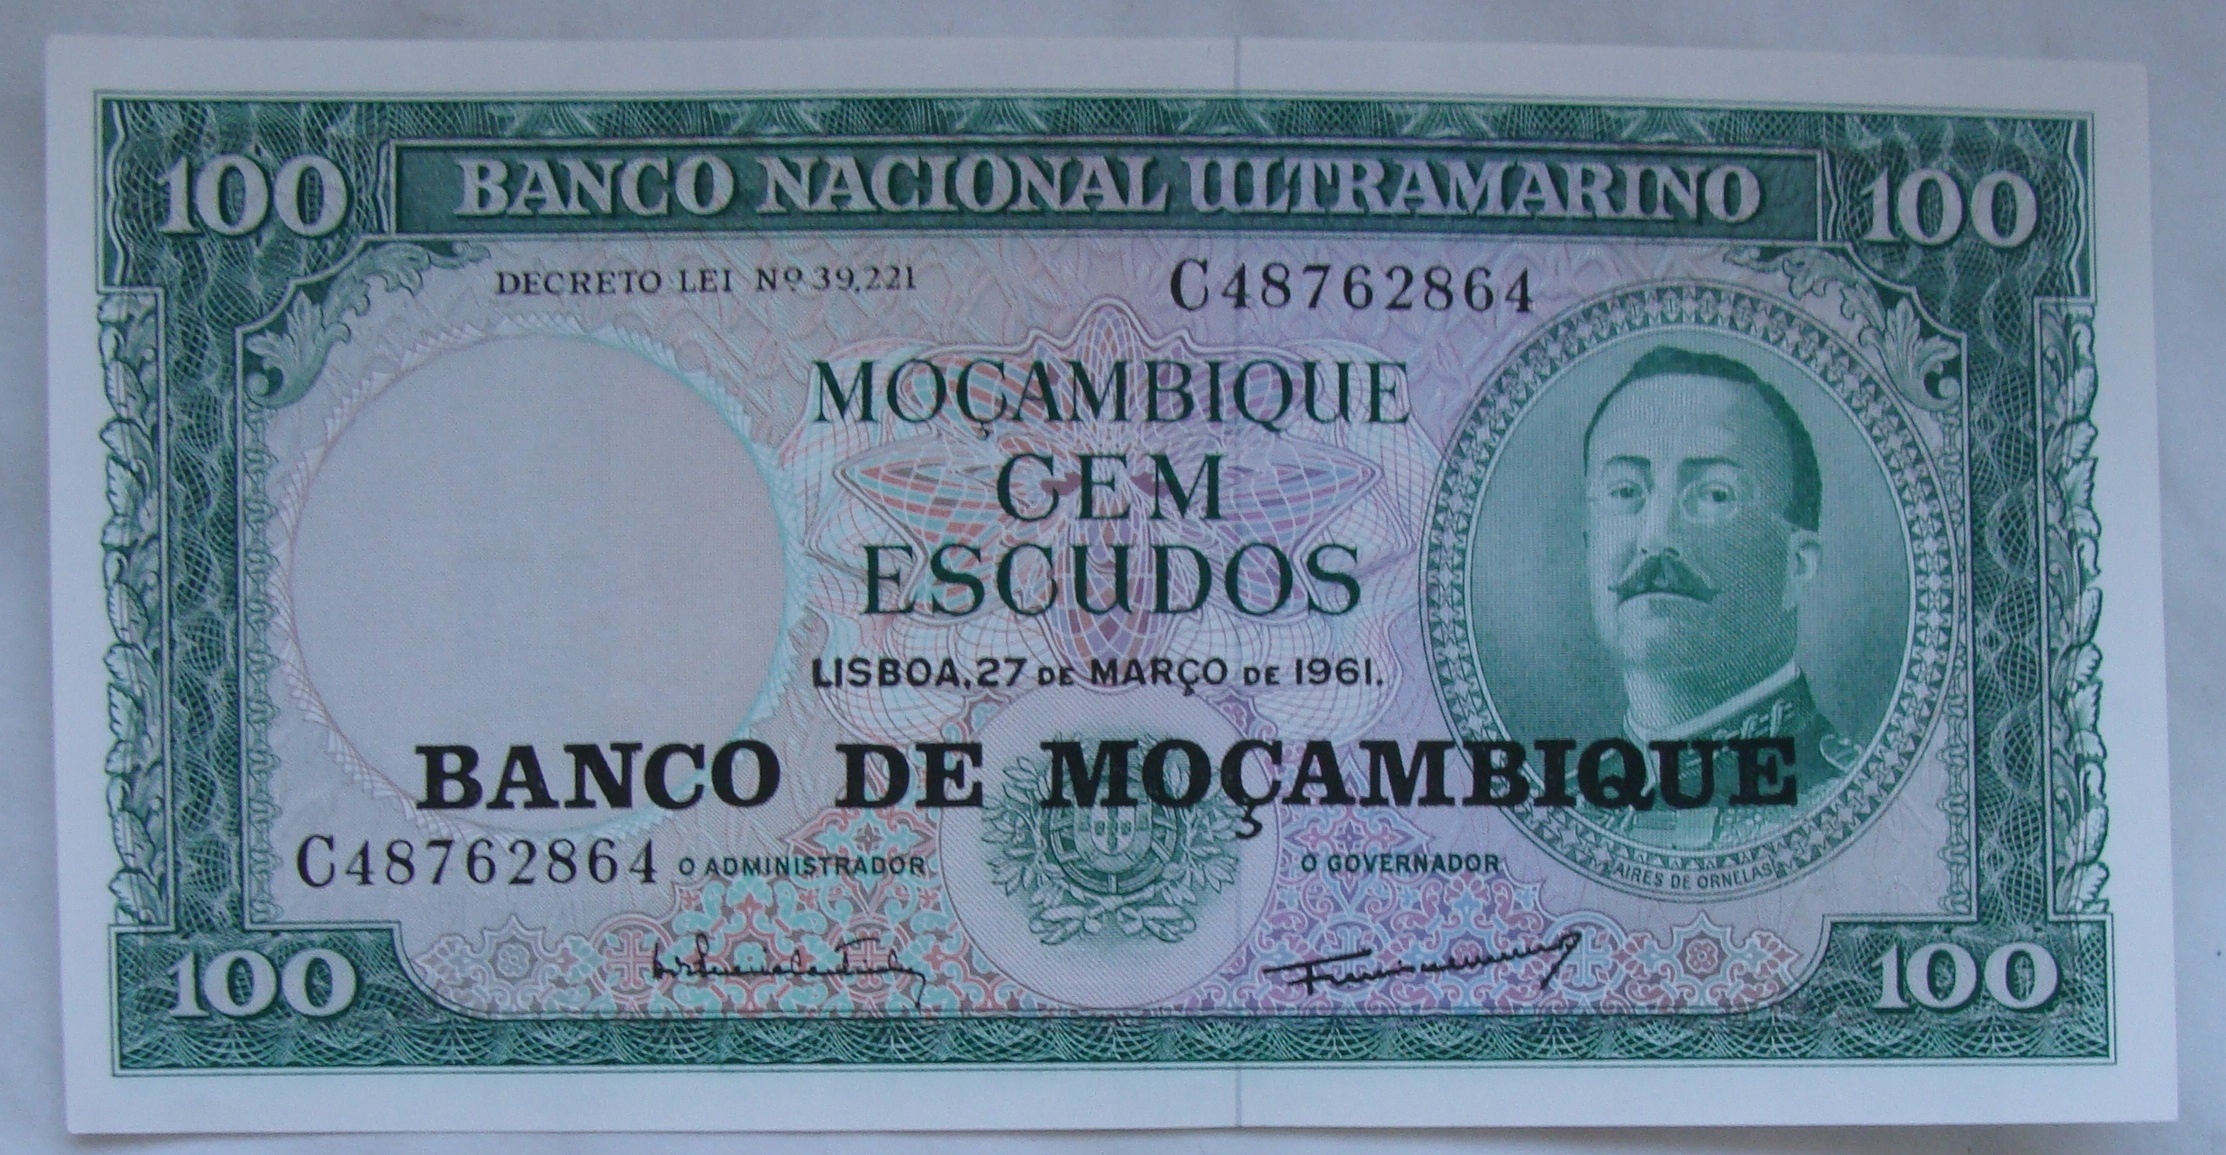 100 BANCO NACIONAL ULTRAMARINO 100
DECRETO LEI Nº 39,221
C48762864
MOÇAMBIQUE
CEM
ESCUDOS
LISBOA, 27 DE MARÇO DE 1961.
BANCO DE MOÇAMBIQUE
C48762864
O ADMINISTRADOR
O GOVERNADOR
AIRES DE ORNELAS
100
100